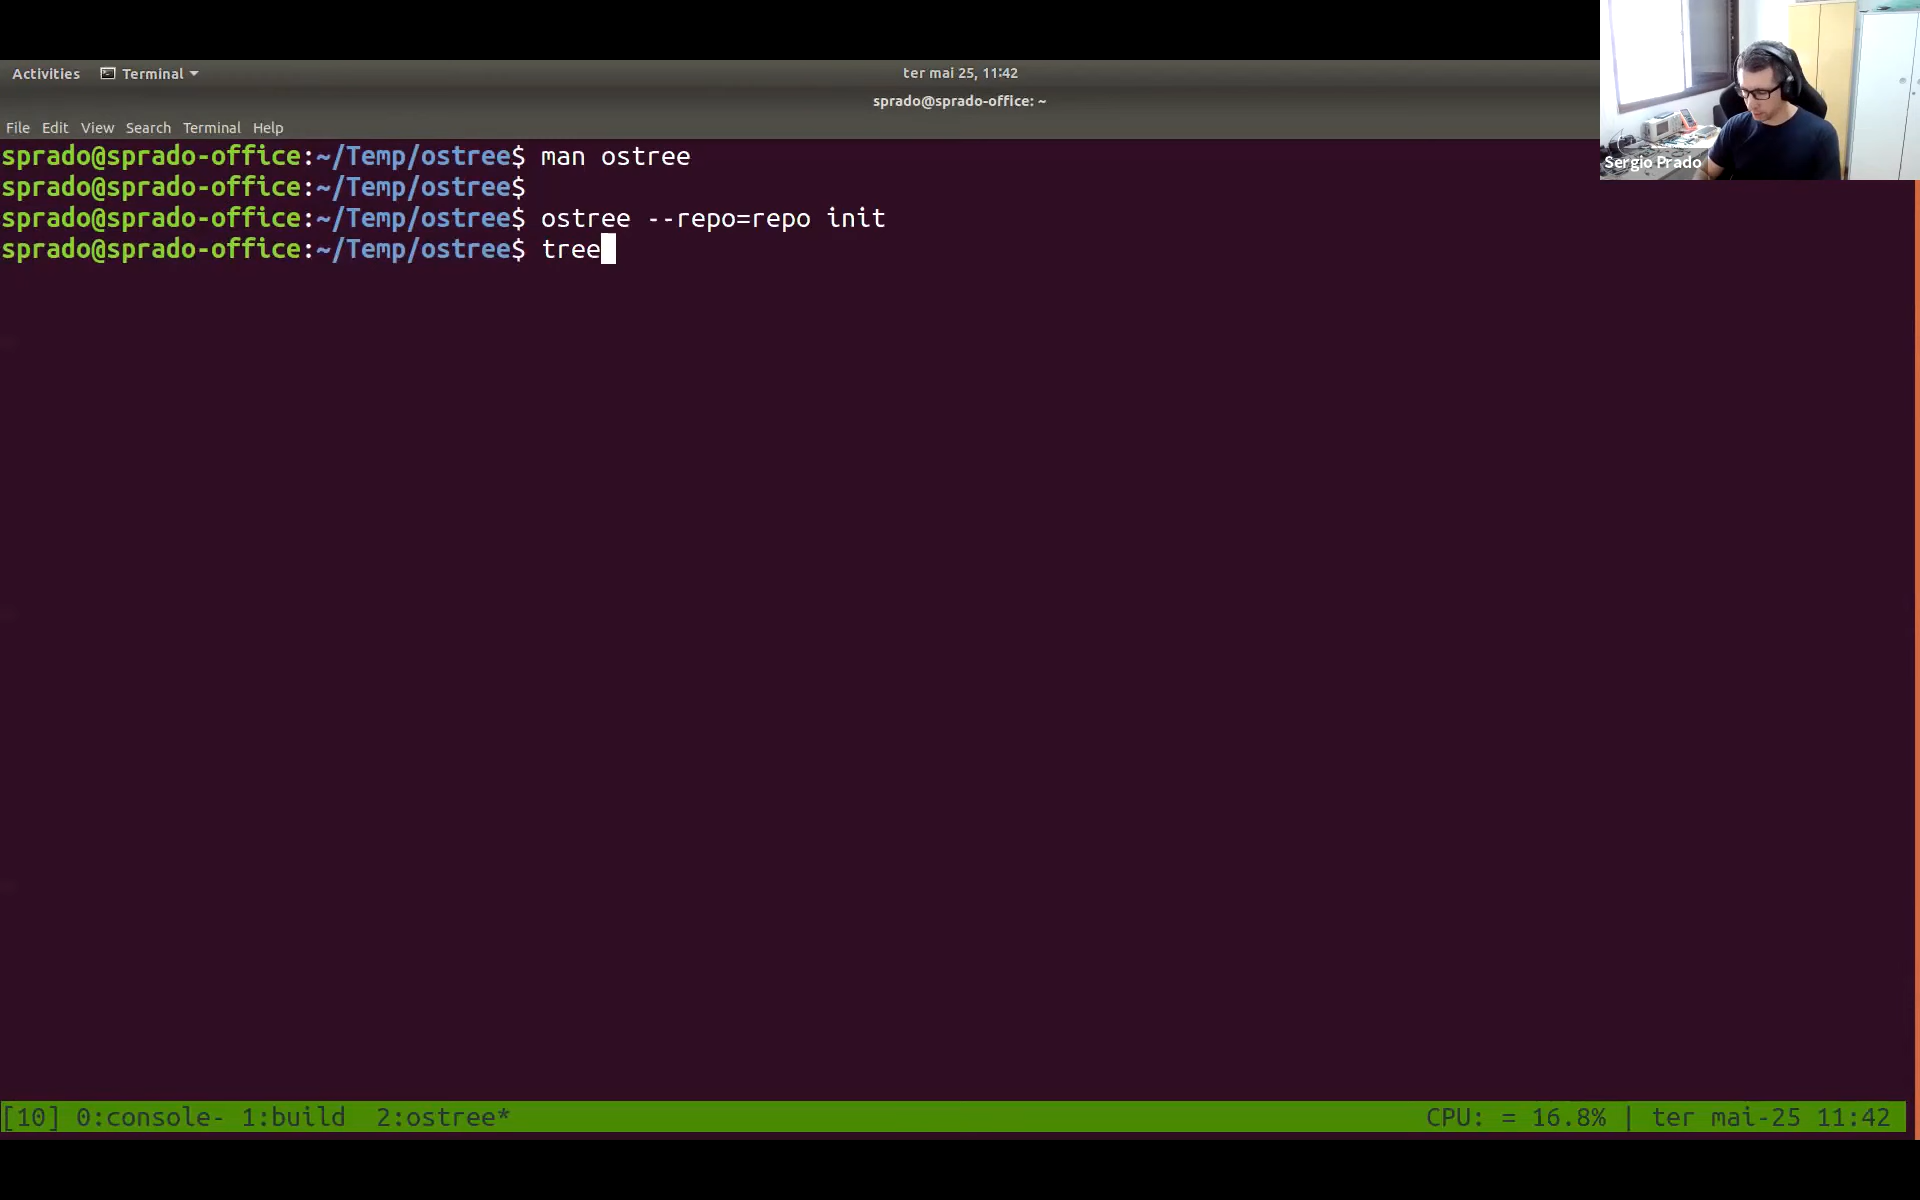 Activities Terminal
ter mai 25, 11:42
sprado@sprado-office: ~
File Edit View Search Terminal Help
sprado@sprado-office:~/Temp/ostree$ man ostree
sprado@sprado-office:~/Temp/ostree$
sprado@sprado-office:~/Temp/ostree$ ostree --repo=repo init
sprado@sprado-office:~/Temp/ostree$ tree
Sergio Prado
[10] 0:console- 1:build  2:ostree*
CPU: = 16.8% | ter mai-25 11:42